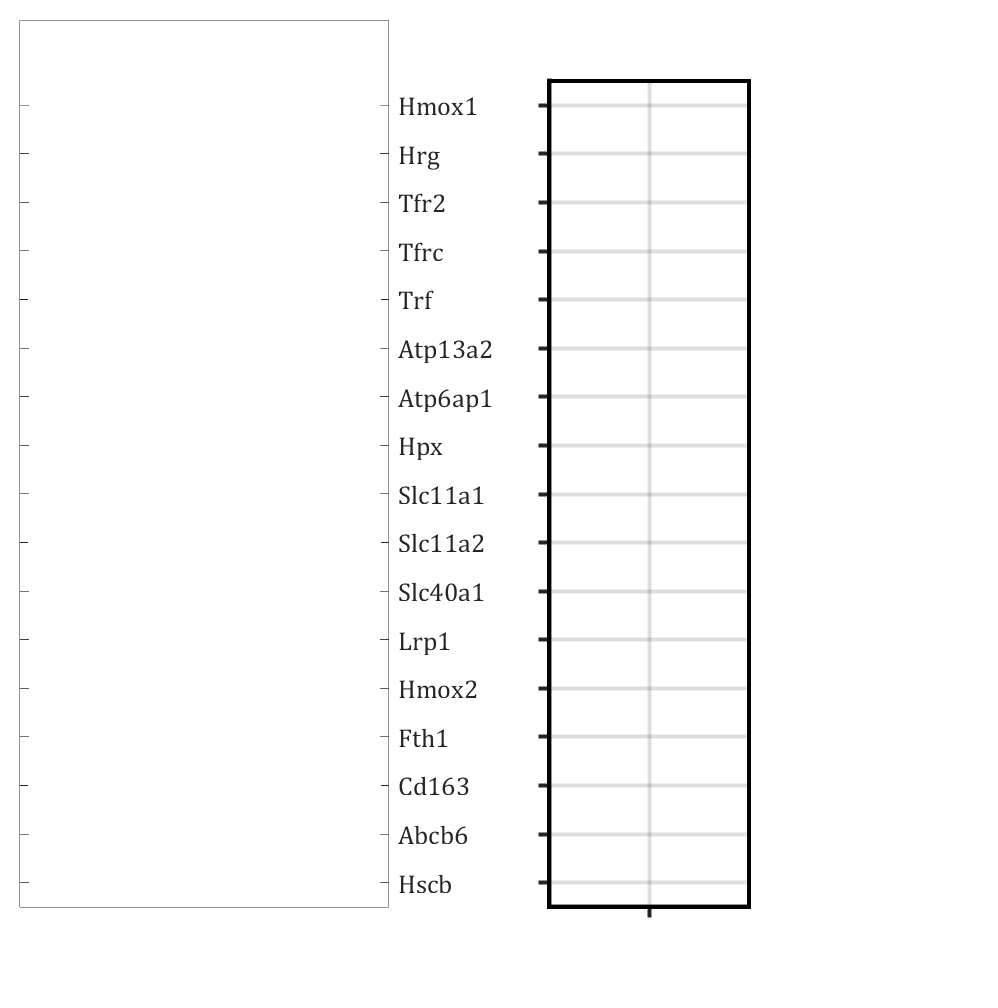 Hmox1
Hrg
Tfr2
Tfrc
Trf
Atp13a2
Atp6ap1
Hpx
Slc11a1
Slc11a2
Slc40a1
Lrp1
Hmox2
Fth1
Cd163
Abcb6
Hscb